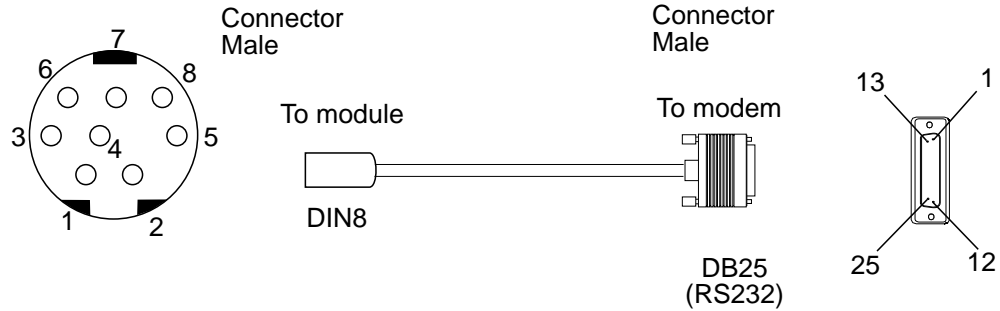 Connector
Male
7
6
8
3
4
5
1
2
To module
DIN8
Connector
Male
To modem
DB25
(RS232)
13
1
25
12